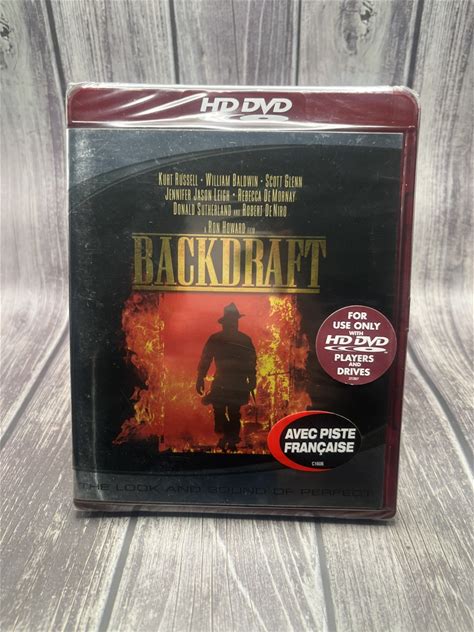 HD DVD
KURT RUSSELL · WILLIAM BALDWIN · SCOTT GLENN
JENNIFER JASON LEIGH · REBECCA DEMORNAY
DONALD SUTHERLAND AND ROBERT DE NIRO
A RON HOWARD FILM
BACKDRAFT
FOR
USE ONLY
WITH
HD DVD
PLAYERS
AND
DRIVES
AVEC PISTE
FRANÇAISE
THE LOOK AND SOUND OF PERFECT